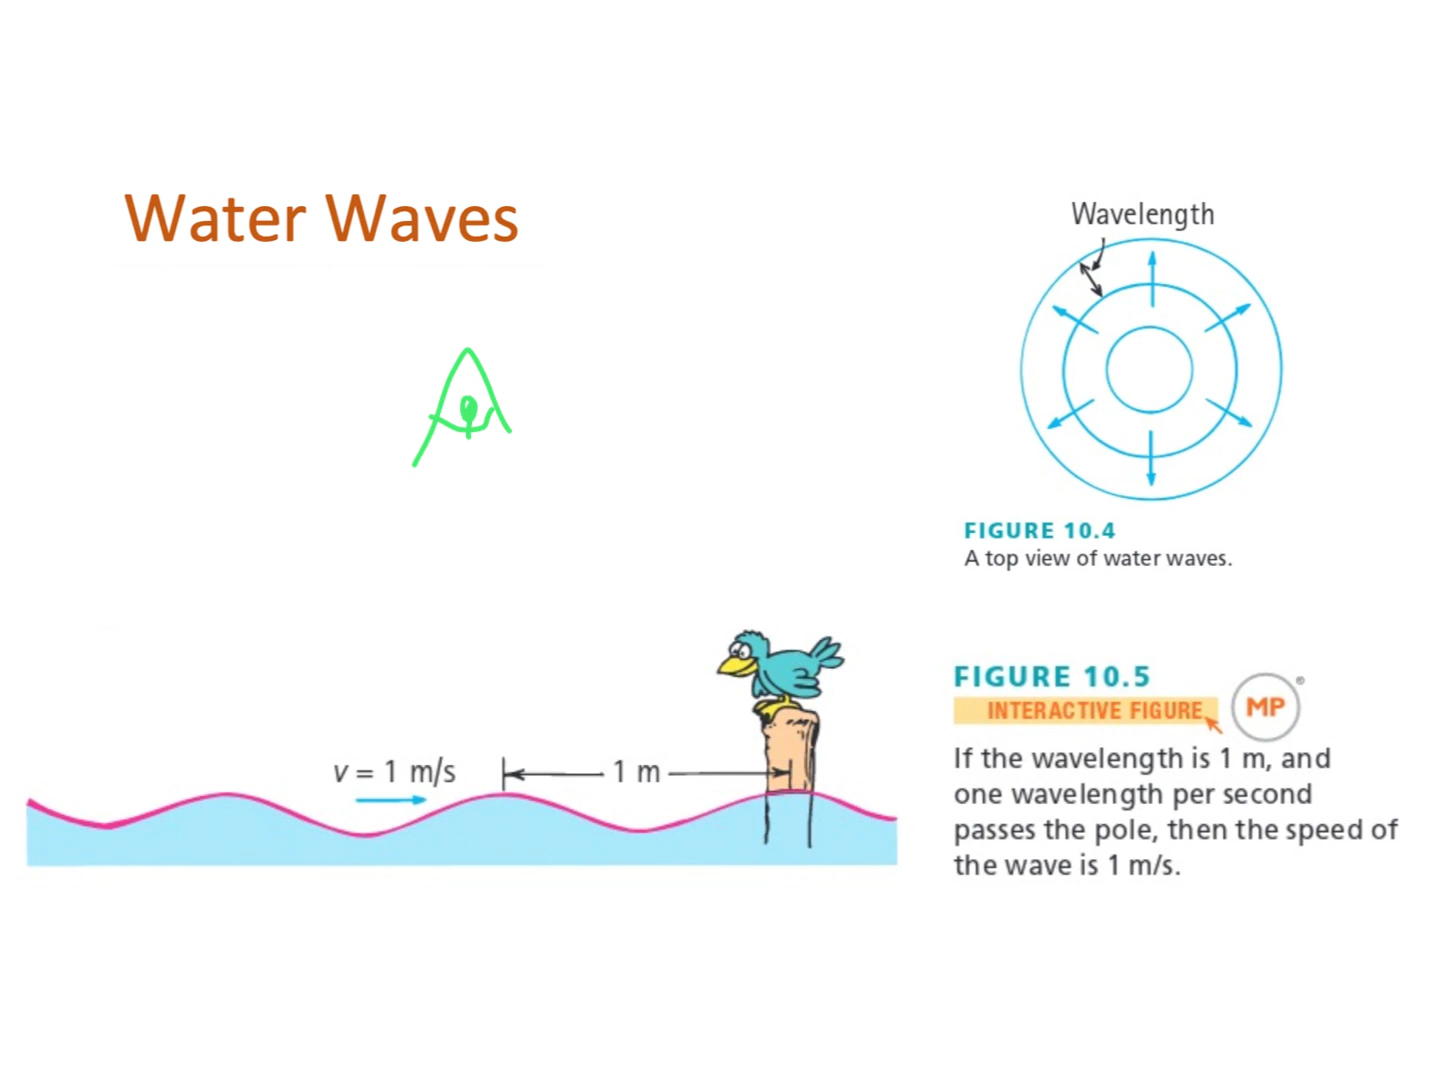 Water Waves
Wavelength
FIGURE 10.4
A top view of water waves.
v = 1 m/s
1 m
FIGURE 10.5
INTERACTIVE FIGURE
MP®
If the wavelength is 1 m, and
one wavelength per second
passes the pole, then the speed of
the wave is 1 m/s.